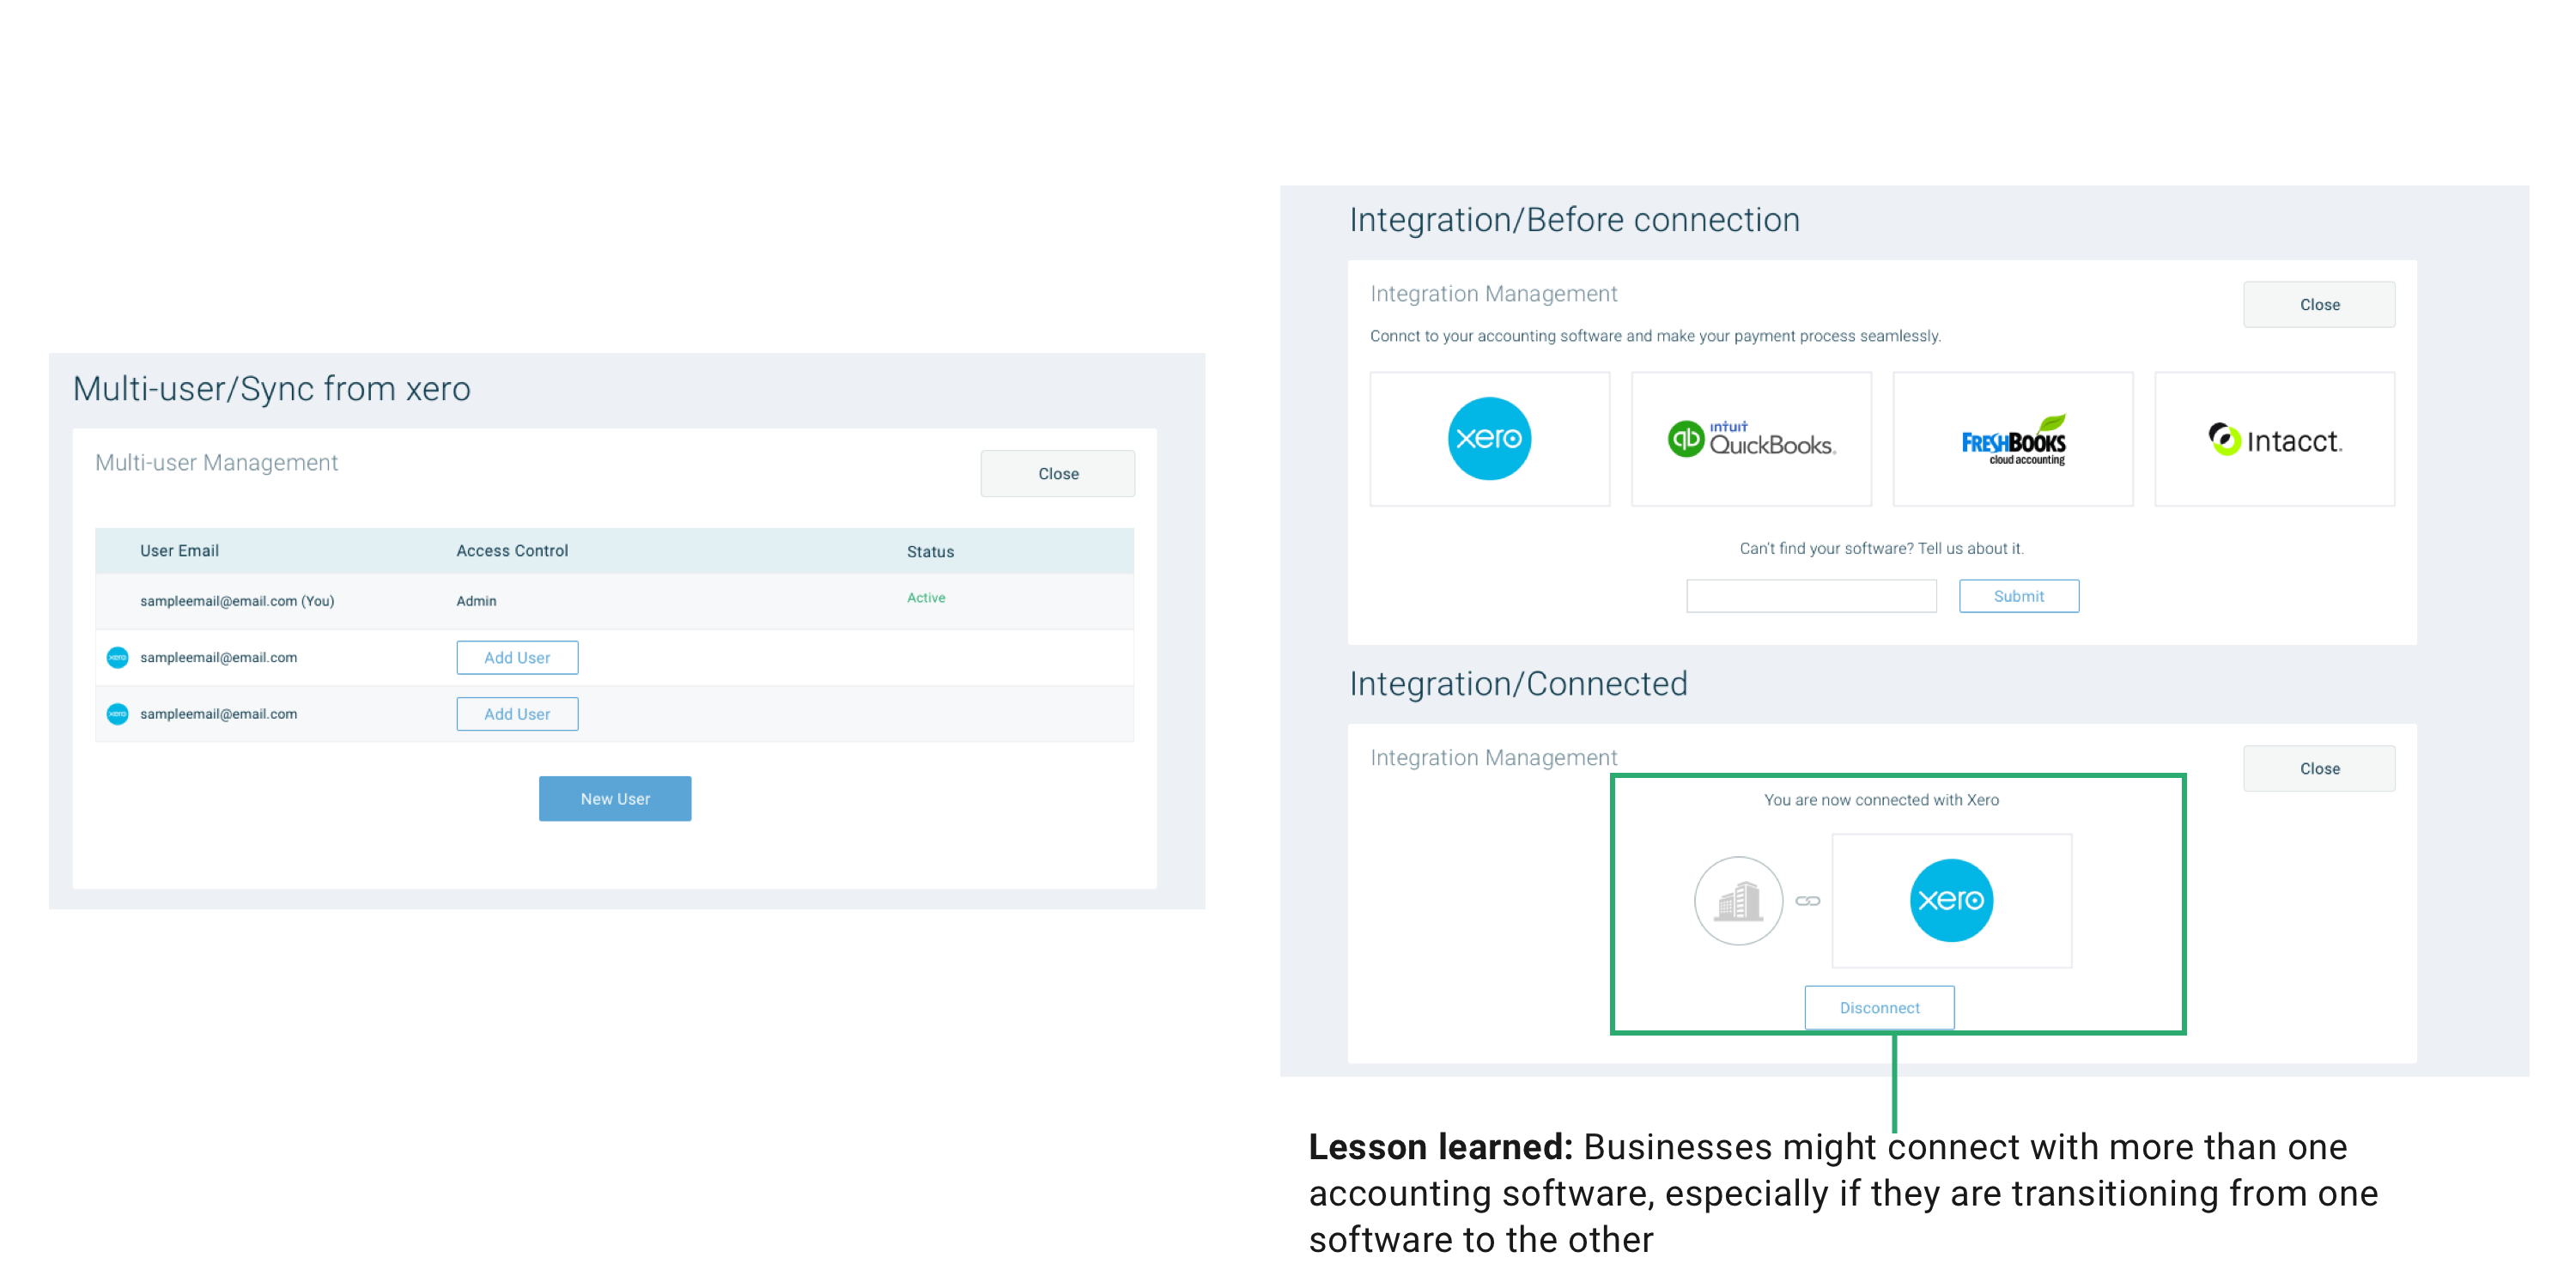 Multi-user/Sync from xero
Multi-user Management
Close
User Email Access Control Status
sampleemail@email.com (You) Admin Active
xero sampleemail@email.com Add User
xero sampleemail@email.com Add User
New User
Integration/Before connection
Integration Management
Close
Connct to your accounting software and make your payment process seamlessly.
xero
qb intuit QuickBooks.
FRESHBOOKS cloud accounting
Intacct.
Can't find your software? Tell us about it.
Submit
Integration/Connected
Integration Management
Close
You are now connected with Xero
xero
Disconnect
Lesson learned: Businesses might connect with more than one
accounting software, especially if they are transitioning from one
software to the other